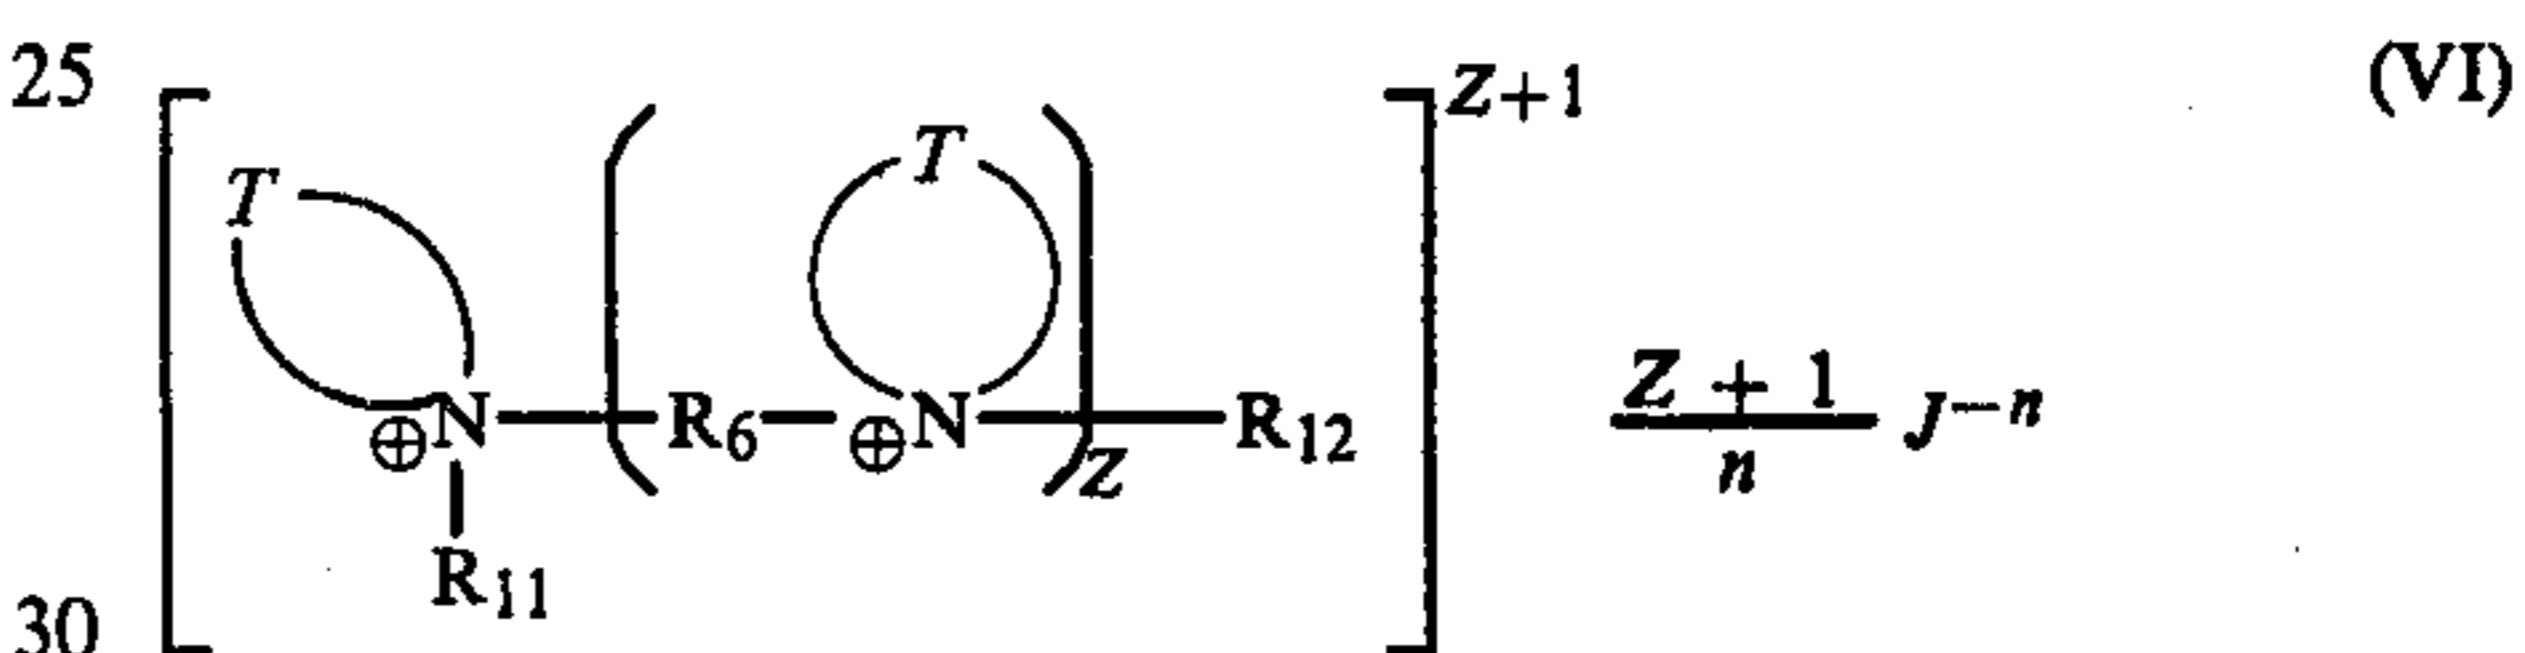 25 (VI)
Z+1
T T
Z + 1
n
J−n
⊕N R6 ⊕N Z R12
R11
30